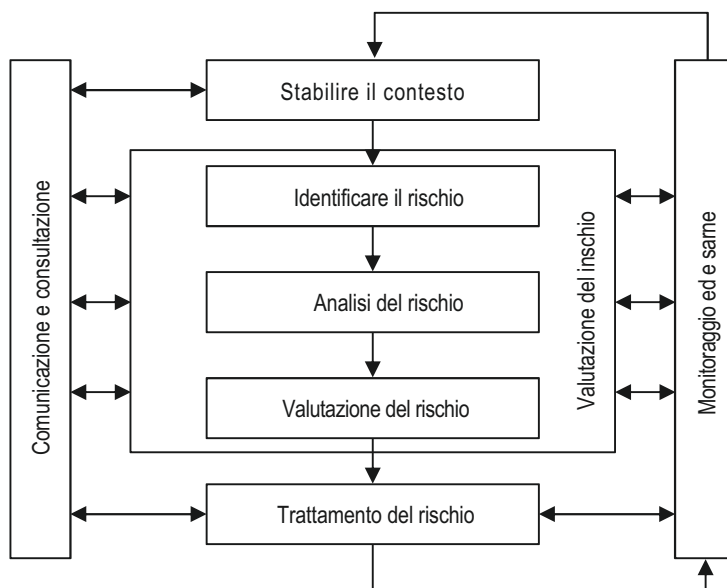 Stabilire il contesto
Comunicazione e consultazione
Identificare il rischio
Analisi del rischio
Valutazione del rischio
Valutazione del inschio
Monitoraggio ed e sarne
Trattamento del rischio